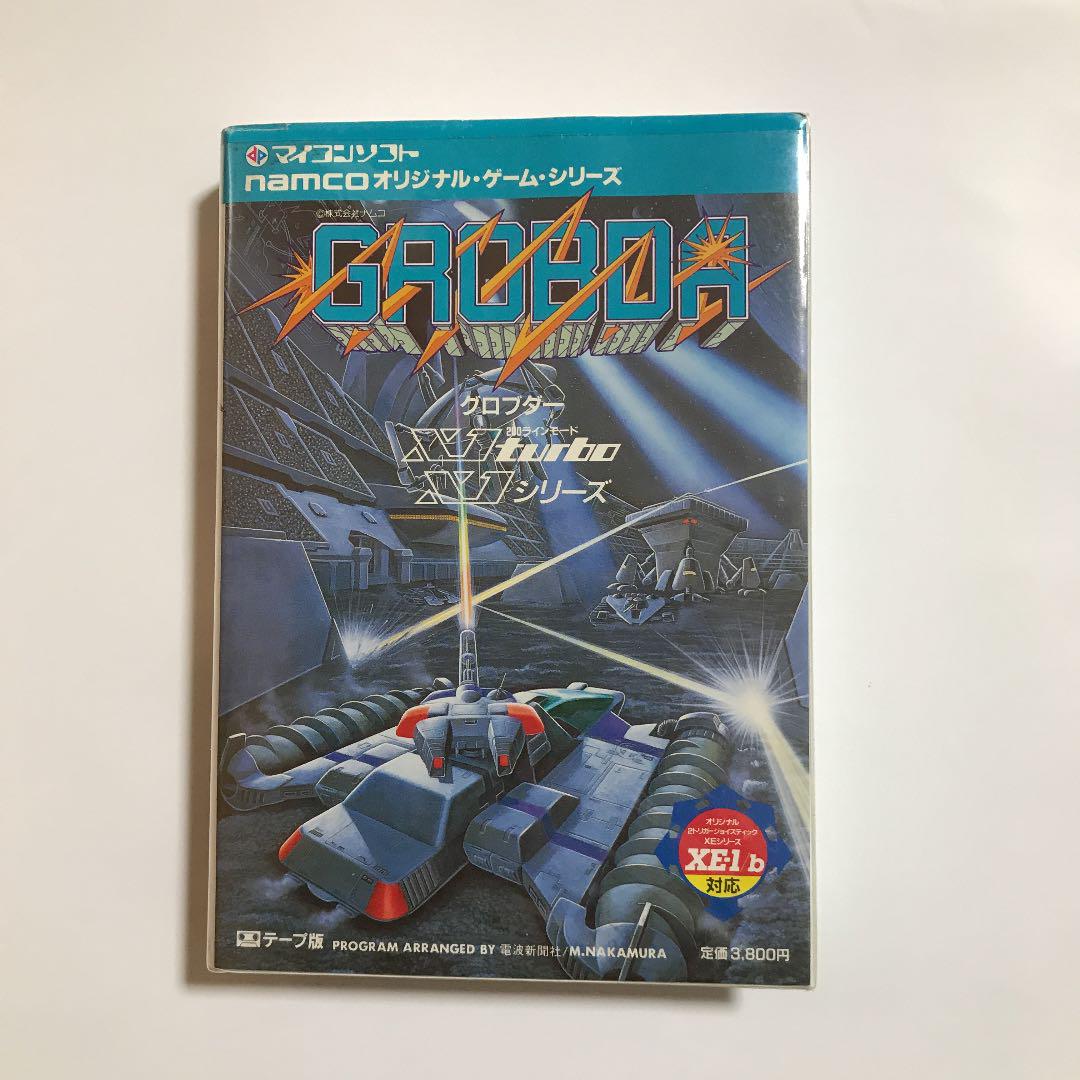 マイコンソフト
namcoオリジナル・ゲーム・シリーズ
©株式会社ナムコ
GROBDA
グロブダー
200ラインモード
X1 turbo
X1シリーズ
オリジナル
2トリガージョイスティック
XEシリーズ
XE-1/b
対応
テープ版 PROGRAM ARRANGED BY 電波新聞社/M.NAKAMURA 定価3,800円